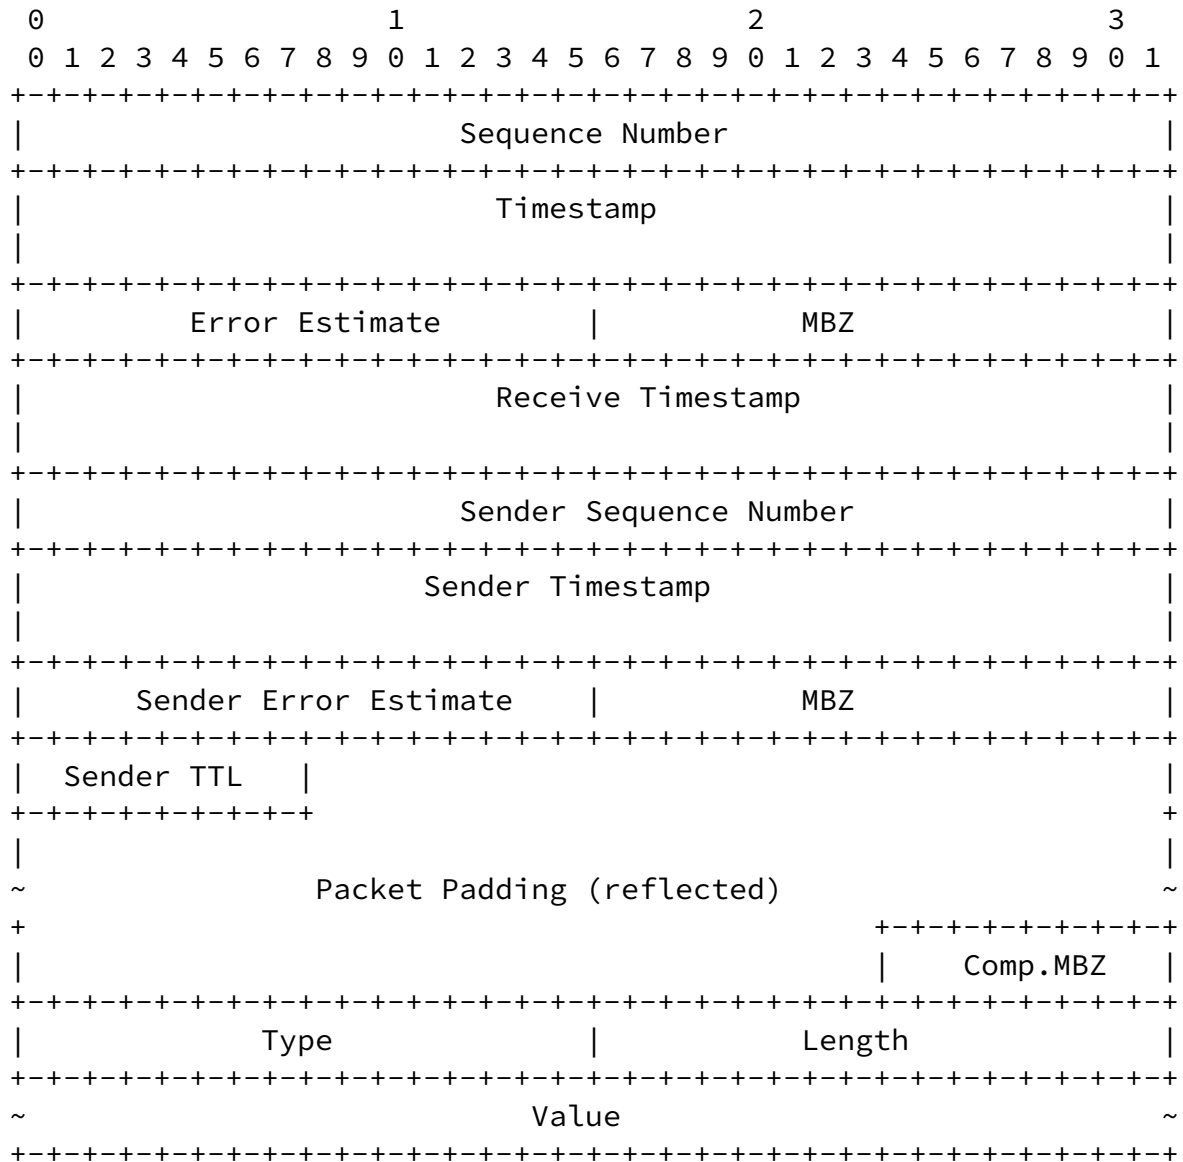 0                   1                   2                   3
 0 1 2 3 4 5 6 7 8 9 0 1 2 3 4 5 6 7 8 9 0 1 2 3 4 5 6 7 8 9 0 1
+-+-+-+-+-+-+-+-+-+-+-+-+-+-+-+-+-+-+-+-+-+-+-+-+-+-+-+-+-+-+-+-+
|                        Sequence Number                        |
+-+-+-+-+-+-+-+-+-+-+-+-+-+-+-+-+-+-+-+-+-+-+-+-+-+-+-+-+-+-+-+-+
|                          Timestamp                            |
|                                                               |
+-+-+-+-+-+-+-+-+-+-+-+-+-+-+-+-+-+-+-+-+-+-+-+-+-+-+-+-+-+-+-+-+
|         Error Estimate        |           MBZ                 |
+-+-+-+-+-+-+-+-+-+-+-+-+-+-+-+-+-+-+-+-+-+-+-+-+-+-+-+-+-+-+-+-+
|                          Receive Timestamp                    |
|                                                               |
+-+-+-+-+-+-+-+-+-+-+-+-+-+-+-+-+-+-+-+-+-+-+-+-+-+-+-+-+-+-+-+-+
|                        Sender Sequence Number                 |
+-+-+-+-+-+-+-+-+-+-+-+-+-+-+-+-+-+-+-+-+-+-+-+-+-+-+-+-+-+-+-+-+
|                      Sender Timestamp                         |
|                                                               |
+-+-+-+-+-+-+-+-+-+-+-+-+-+-+-+-+-+-+-+-+-+-+-+-+-+-+-+-+-+-+-+-+
|      Sender Error Estimate    |           MBZ                 |
+-+-+-+-+-+-+-+-+-+-+-+-+-+-+-+-+-+-+-+-+-+-+-+-+-+-+-+-+-+-+-+-+
|  Sender TTL   |                                               |
+-+-+-+-+-+-+-+-+                                               +
|                                                               |
~                Packet Padding (reflected)                     ~
+                                               +-+-+-+-+-+-+-+-+
|                                               |    Comp.MBZ   |
+-+-+-+-+-+-+-+-+-+-+-+-+-+-+-+-+-+-+-+-+-+-+-+-+-+-+-+-+-+-+-+-+
|             Type              |           Length              |
+-+-+-+-+-+-+-+-+-+-+-+-+-+-+-+-+-+-+-+-+-+-+-+-+-+-+-+-+-+-+-+-+
~                            Value                              ~
+-+-+-+-+-+-+-+-+-+-+-+-+-+-+-+-+-+-+-+-+-+-+-+-+-+-+-+-+-+-+-+-+